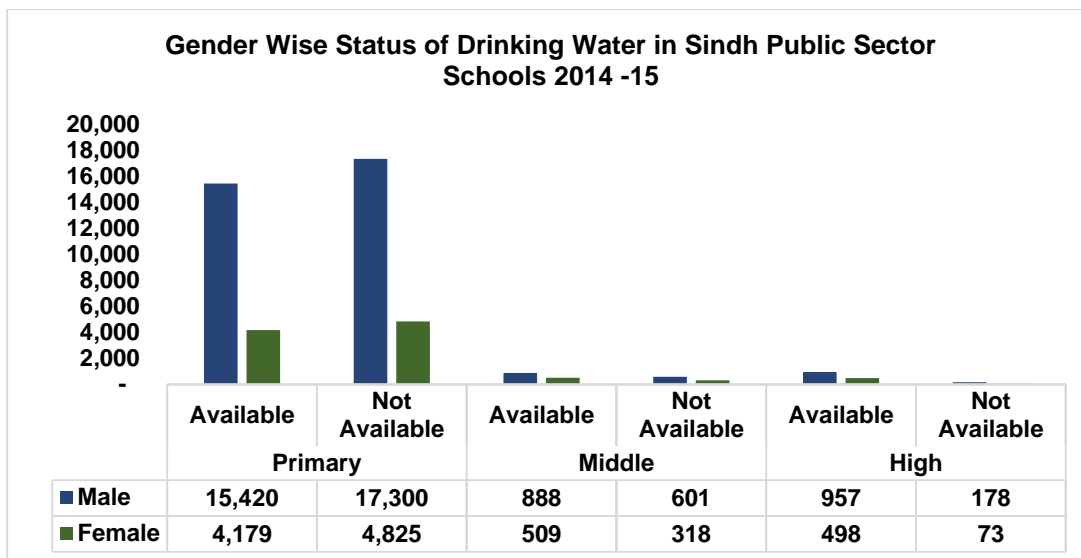 Gender Wise Status of Drinking Water in Sindh Public Sector
Schools 2014 -15
20,000
18,000
16,000
14,000
12,000
10,000
8,000
6,000
4,000
2,000
-
Available Not Available Available Not Available Available Not Available
Primary Middle High
Male 15,420 17,300 888 601 957 178
Female 4,179 4,825 509 318 498 73